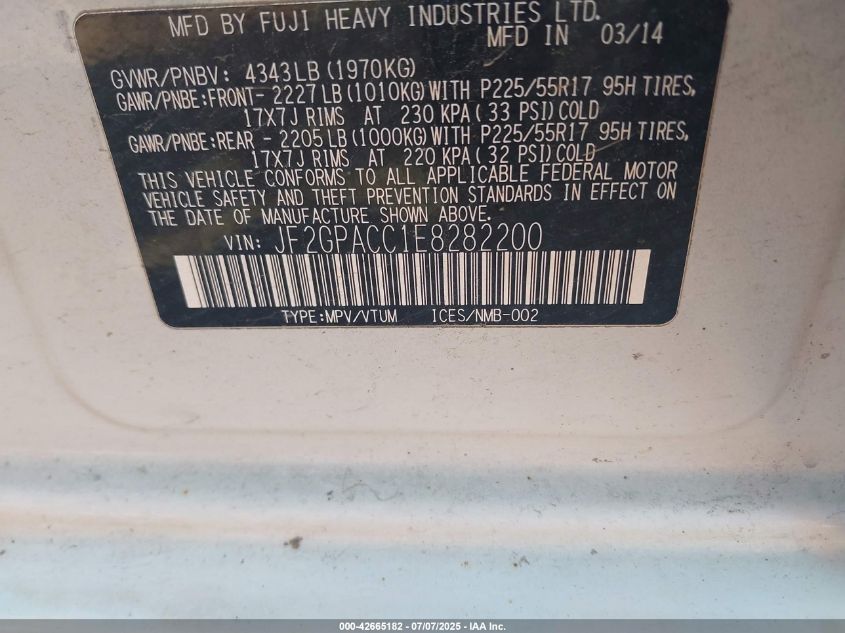 MFD BY FUJI HEAVY INDUSTRIES LTD.
MFD IN 03/14
GVWR/PNBV: 4343LB(1970KG)
GAWR/PNBE:FRONT- 2227LB(1010KG)WITH P225/55R17 95H TIRES,
17X7J RIMS AT 230 KPA(33 PSI)COLD
GAWR/PNBE:REAR - 2205LB(1000KG)WITH P225/55R17 95H TIRES,
17X7J RIMS AT 220 KPA(32 PSI)COLD
THIS VEHICLE CONFORMS TO ALL APPLICABLE FEDERAL MOTOR
VEHICLE SAFETY AND THEFT PREVENTION STANDARDS IN EFFECT ON
THE DATE OF MANUFACTURE SHOWN ABOVE.
VIN: JF2GPACC1E8282200
TYPE:MPV/VTUM ICES/NMB-002
000-42665182 - 07/07/2025 - IAA Inc.